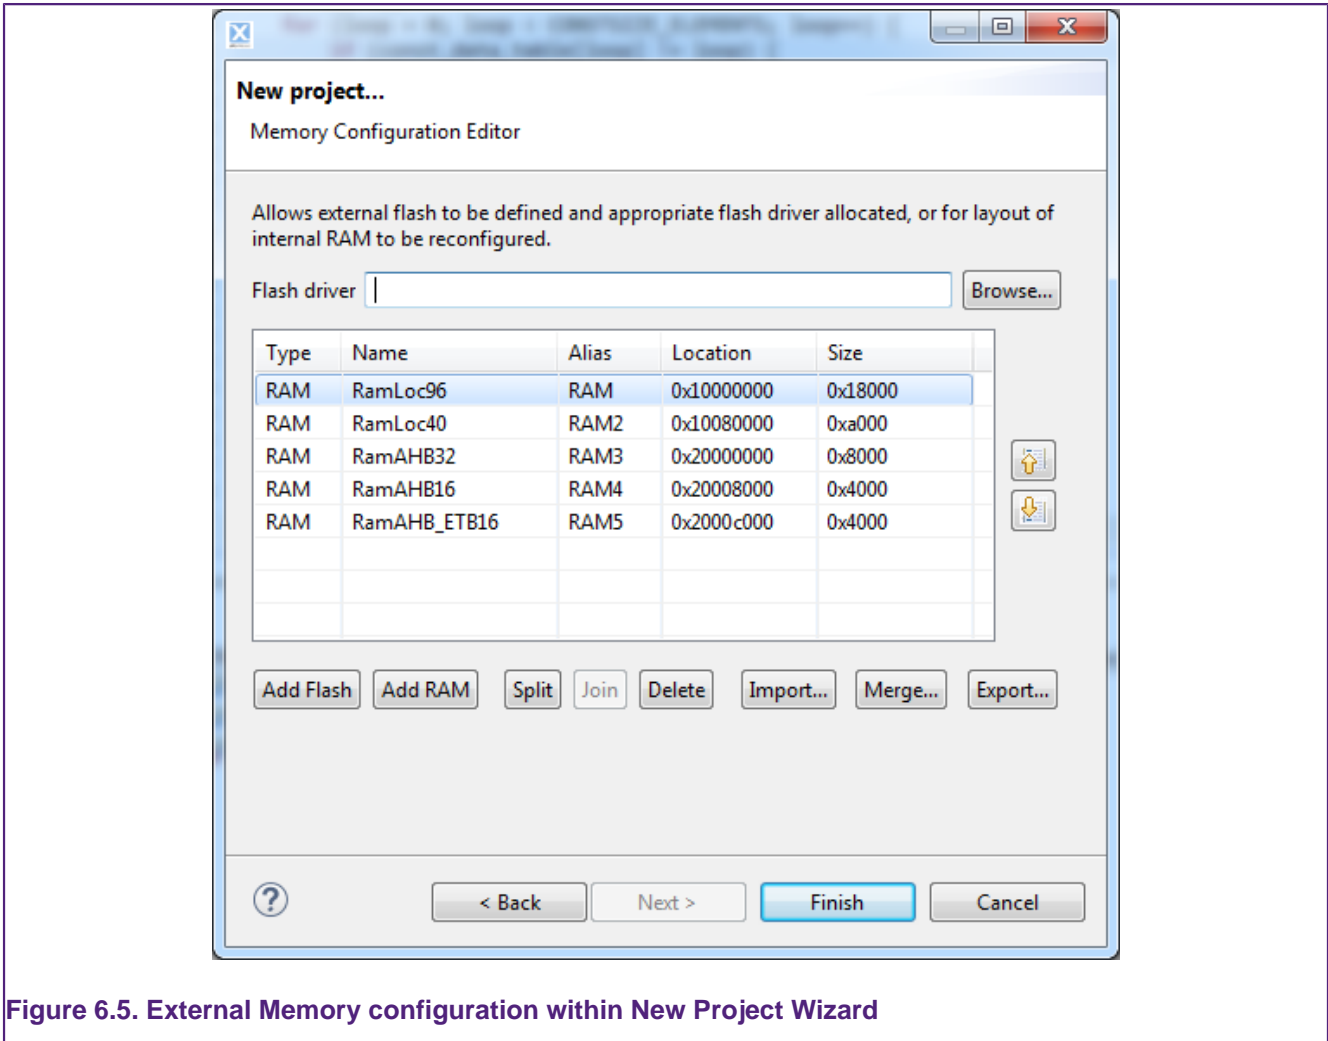 New project...
Memory Configuration Editor
Allows external flash to be defined and appropriate flash driver allocated, or for layout of
internal RAM to be reconfigured.
Flash driver Browse...
Type Name Alias Location Size
RAM RamLoc96 RAM 0x10000000 0x18000
RAM RamLoc40 RAM2 0x10080000 0xa000
RAM RamAHB32 RAM3 0x20000000 0x8000
RAM RamAHB16 RAM4 0x20008000 0x4000
RAM RamAHB_ETB16 RAM5 0x2000c000 0x4000
Add Flash Add RAM Split Join Delete Import... Merge... Export...
< Back Next > Finish Cancel
Figure 6.5. External Memory configuration within New Project Wizard